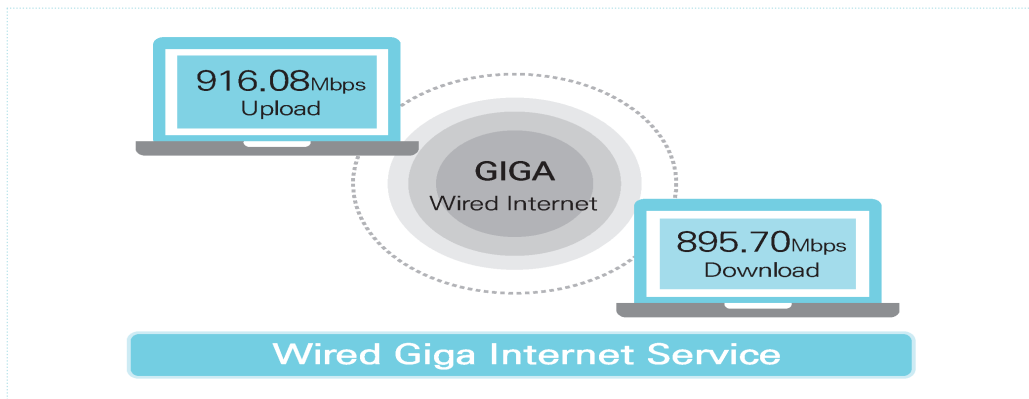 916.08Mbps
Upload
GIGA
Wired Internet
895.70Mbps
Download
Wired Giga Internet Service